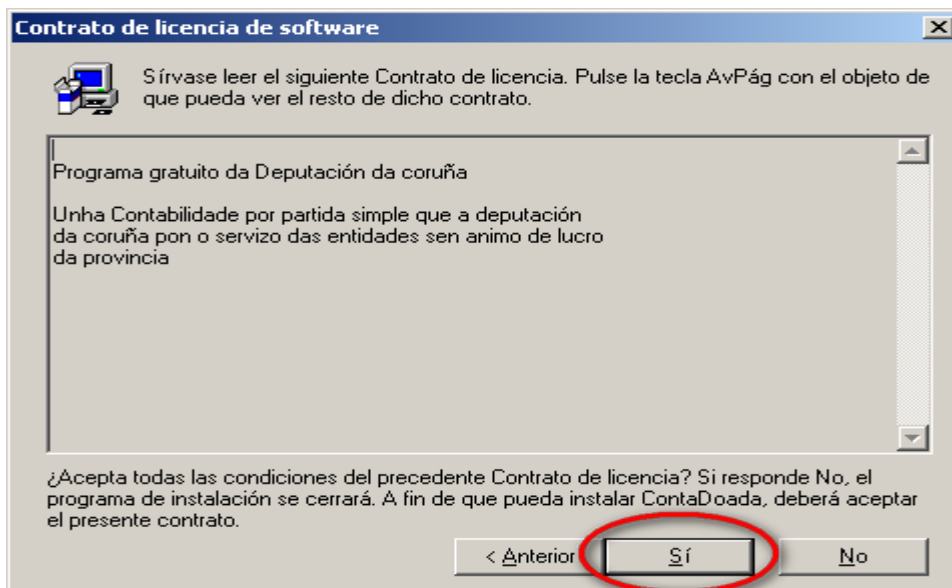 Contrato de licencia de software
Sírvase leer el siguiente Contrato de licencia. Pulse la tecla AvPág con el objeto de
que pueda ver el resto de dicho contrato.
Programa gratuito da Deputación da coruña
Unha Contabilidade por partida simple que a deputación
da coruña pon o servizo das entidades sen animo de lucro
da provincia
¿Acepta todas las condiciones del precedente Contrato de licencia? Si responde No, el
programa de instalación se cerrará. A fin de que pueda instalar ContaDoada, deberá aceptar
el presente contrato.
< Anterior
Sí
No